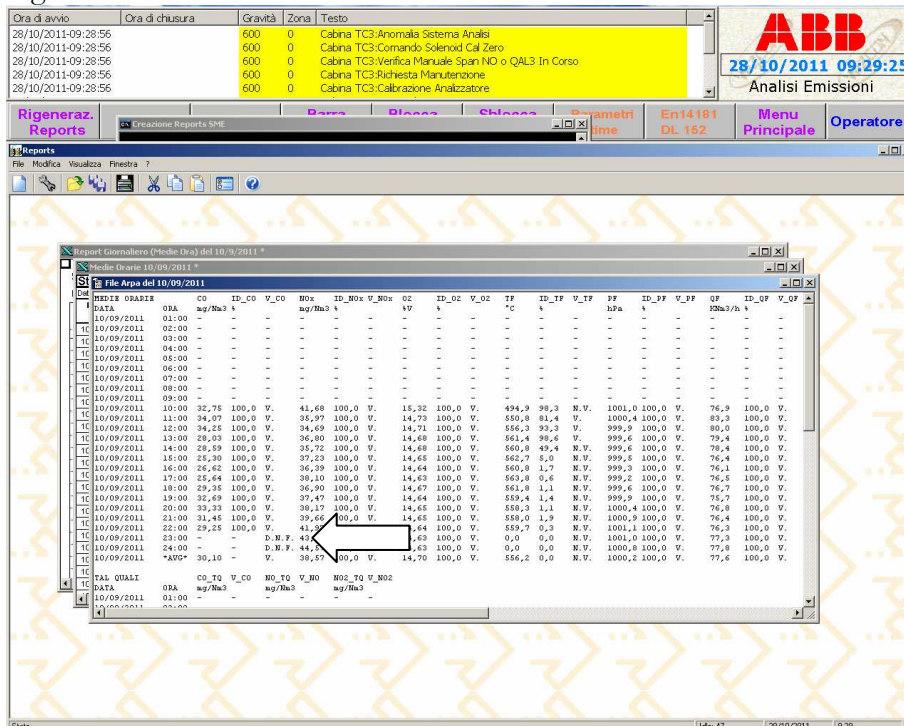 Ora di avvio Ora di chiusura Gravità Zona Testo
28/10/2011-09:28:56 600 0 Cabina TC3:Anomalia Sistema Analisi
28/10/2011-09:28:56 600 0 Cabina TC3:Comando Solenoid Cal Zero
28/10/2011-09:28:56 600 0 Cabina TC3:Verifica Manuale Span NO o QAL3 In Corso
28/10/2011-09:28:56 600 0 Cabina TC3:Richiesta Manutenzione
28/10/2011-09:28:56 600 0 Cabina TC3:Calibrazione Analizzatore
ABB
28/10/2011 09:29:25
Analisi Emissioni
Rigeneraz. Reports
Barra Blocca Sblocca Parametri
En14181 DL 152
Menu Principale
Operatore
Creazione Reports SME
Reports
File Modifica Visualizza Finestra ?
Report Giornaliero (Medie Ora) del 10/9/2011 *
Medie Orarie 10/09/2011 *
File Arpa del 10/09/2011
MEDIE ORARIE CO ID_CO V_CO NOx ID_NOx V_NOx O2 ID_O2 V_O2 TF ID_TF V_TF PF ID_PF V_PF QF ID_QF V_QF
DATA ORA mg/Nm3 % mg/Nm3 % %V % °C % hPa % KNm3/h %
10/09/2011 01:00 - - - - - - - - - - - - - - - - - -
10/09/2011 02:00 - - - - - - - - - - - - - - - - - -
10/09/2011 03:00 - - - - - - - - - - - - - - - - - -
10/09/2011 04:00 - - - - - - - - - - - - - - - - - -
10/09/2011 05:00 - - - - - - - - - - - - - - - - - -
10/09/2011 06:00 - - - - - - - - - - - - - - - - - -
10/09/2011 07:00 - - - - - - - - - - - - - - - - - -
10/09/2011 08:00 - - - - - - - - - - - - - - - - - -
10/09/2011 09:00 - - - - - - - - - - - - - - - - - -
10/09/2011 10:00 32,75 100,0 V. 41,68 100,0 V. 15,32 100,0 V. 494,9 98,3 N.V. 1001,0 100,0 V. 76,9 100,0 V.
10/09/2011 11:00 34,07 100,0 V. 35,97 100,0 V. 14,73 100,0 V. 550,8 81,4 V. 1000,4 100,0 V. 83,3 100,0 V.
10/09/2011 12:00 34,25 100,0 V. 34,69 100,0 V. 14,71 100,0 V. 556,3 93,3 V. 999,9 100,0 V. 80,0 100,0 V.
10/09/2011 13:00 28,03 100,0 V. 36,80 100,0 V. 14,68 100,0 V. 561,4 98,6 V. 999,6 100,0 V. 79,4 100,0 V.
10/09/2011 14:00 28,59 100,0 V. 35,72 100,0 V. 14,68 100,0 V. 560,8 49,4 N.V. 999,6 100,0 V. 78,4 100,0 V.
10/09/2011 15:00 25,30 100,0 V. 37,23 100,0 V. 14,65 100,0 V. 562,7 5,0 N.V. 999,5 100,0 V. 76,4 100,0 V.
10/09/2011 16:00 26,62 100,0 V. 36,39 100,0 V. 14,64 100,0 V. 560,8 1,7 N.V. 999,3 100,0 V. 76,1 100,0 V.
10/09/2011 17:00 25,64 100,0 V. 38,10 100,0 V. 14,63 100,0 V. 563,8 0,6 N.V. 999,2 100,0 V. 76,5 100,0 V.
10/09/2011 18:00 29,35 100,0 V. 36,90 100,0 V. 14,67 100,0 V. 561,8 1,1 N.V. 999,6 100,0 V. 76,7 100,0 V.
10/09/2011 19:00 32,69 100,0 V. 37,47 100,0 V. 14,64 100,0 V. 559,4 1,4 N.V. 999,9 100,0 V. 75,7 100,0 V.
10/09/2011 20:00 33,33 100,0 V. 38,17 100,0 V. 14,65 100,0 V. 558,3 1,1 N.V. 1000,4 100,0 V. 76,8 100,0 V.
10/09/2011 21:00 31,45 100,0 V. 39,66 100,0 V. 14,65 100,0 V. 558,0 1,9 N.V. 1000,9 100,0 V. 76,4 100,0 V.
10/09/2011 22:00 29,25 100,0 V. 100,0 V. 559,7 0,3 N.V. 1001,1 100,0 V. 76,3 100,0 V.
10/09/2011 23:00 - - D.N.F. 100,0 V. 0,0 0,0 N.V. 1001,0 100,0 V. 77,3 100,0 V.
10/09/2011 24:00 - - D.N.F. 100,0 V. 0,0 0,0 N.V. 1000,8 100,0 V. 77,8 100,0 V.
10/09/2011 *AVG* 30,10 - V. 38,57 100,0 V. 14,70 100,0 V. 556,2 0,0 N.V. 1000,2 100,0 V. 77,6 100,0 V.
TAL QUALI CO_TQ V_CO NO_TQ V_NO NO2_TQ V_NO2
DATA ORA mg/Nm3 mg/Nm3 mg/Nm3
10/09/2011 01:00 - - - - - -